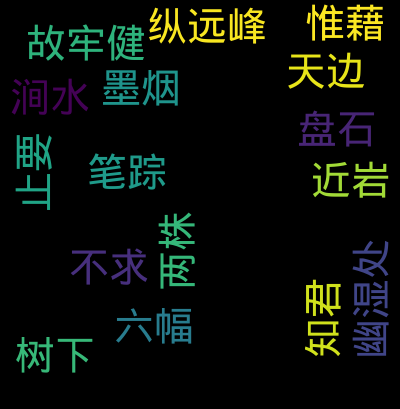 纵远峰
惟藉
故牢健
天边
墨烟
涧水
盘石
止要
笔踪
近岩
两株
不求
幽湿处
知君
六幅
树下